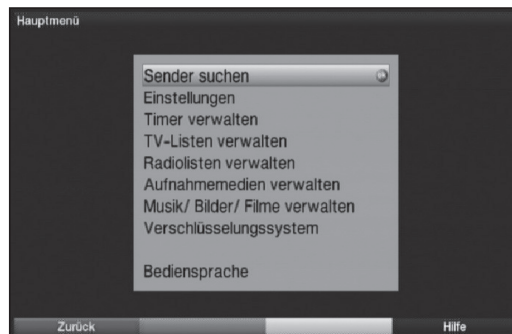 Hauptmenü
Sender suchen
Einstellungen
Timer verwalten
TV-Listen verwalten
Radiolisten verwalten
Aufnahmemedien verwalten
Musik/ Bilder/ Filme verwalten
Verschlüsselungssystem
Bediensprache
Zurück
Hilfe